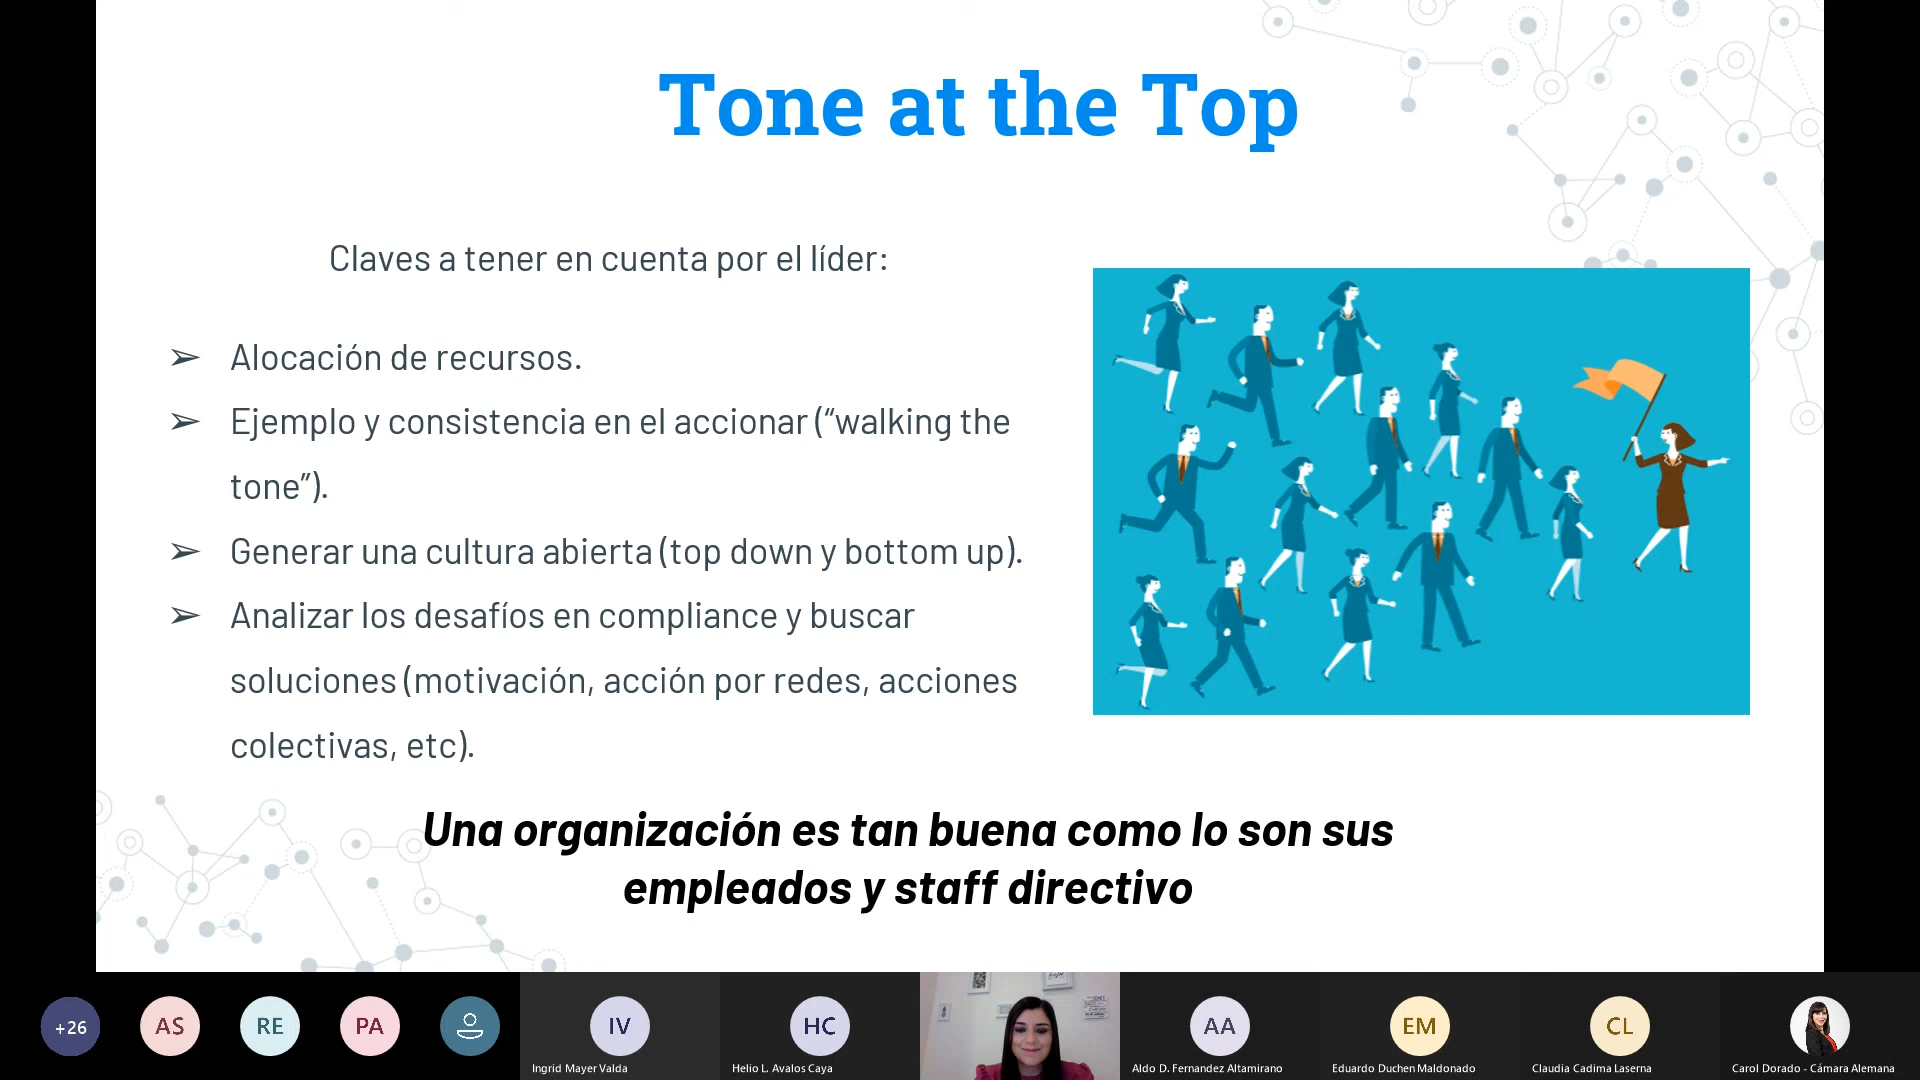 Tone at the Top
Claves a tener en cuenta por el líder:
➢ Alocación de recursos.
➢ Ejemplo y consistencia en el accionar (“walking the
tone”).
➢ Generar una cultura abierta (top down y bottom up).
➢ Analizar los desafíos en compliance y buscar
soluciones (motivación, acción por redes, acciones
colectivas, etc).
Una organización es tan buena como lo son sus
empleados y staff directivo
+26
AS
RE
PA
IV
HC
AA
EM
CL
Ingrid Mayer Valda
Helio L. Avalos Caya
Aldo D. Fernandez Altamirano
Eduardo Duchen Maldonado
Claudia Cadima Laserna
Carol Dorado - Cámara Alemana